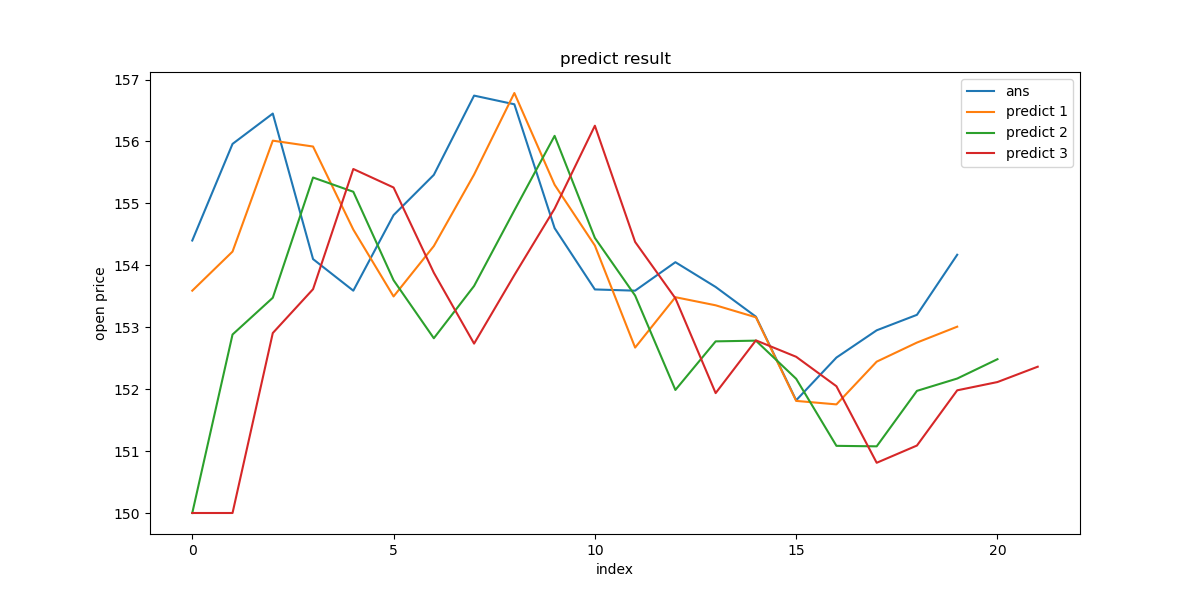 predict result
ans
predict 1
predict 2
predict 3
open price
157
156
155
154
153
152
151
150
0 5 10 15 20
index